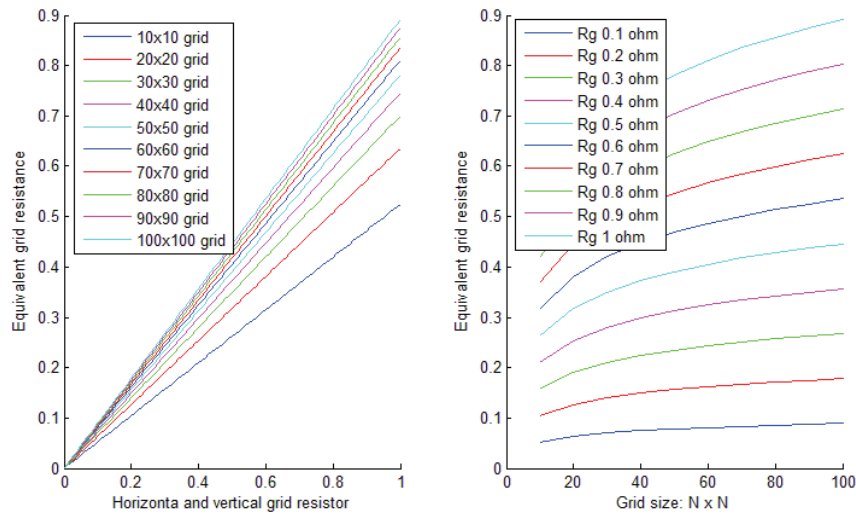 0.9
0.8
0.7
0.6
0.5
0.4
0.3
0.2
0.1
0
Equivalent grid resistance
10x10 grid
20x20 grid
30x30 grid
40x40 grid
50x50 grid
60x60 grid
70x70 grid
80x80 grid
90x90 grid
100x100 grid
0 0.2 0.4 0.6 0.8 1
Horizonta and vertical grid resistor
0.9
0.8
0.7
0.6
0.5
0.4
0.3
0.2
0.1
0
Equivalent grid resistance
Rg 0.1 ohm
Rg 0.2 ohm
Rg 0.3 ohm
Rg 0.4 ohm
Rg 0.5 ohm
Rg 0.6 ohm
Rg 0.7 ohm
Rg 0.8 ohm
Rg 0.9 ohm
Rg 1 ohm
0 20 40 60 80 100
Grid size: N x N